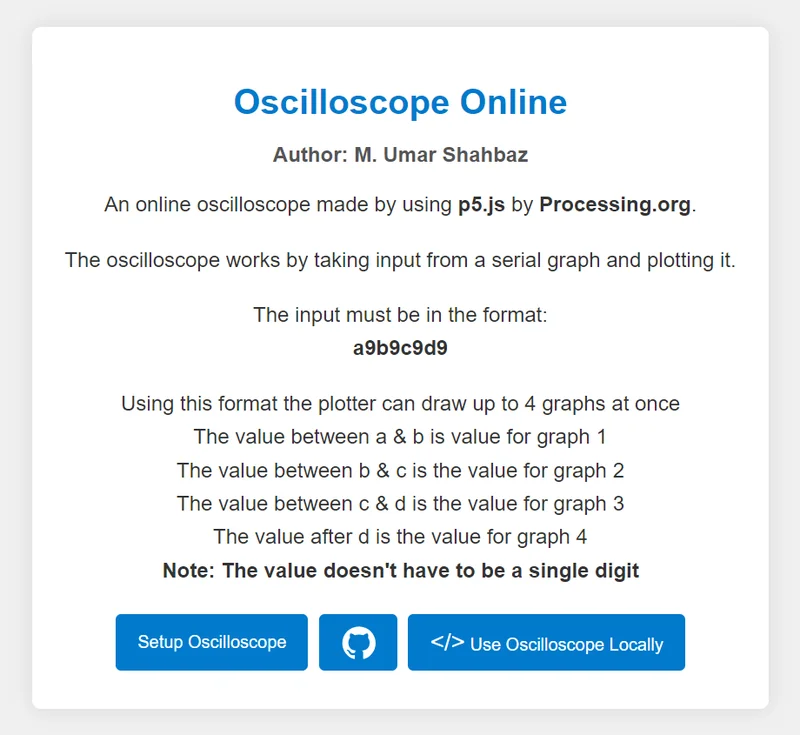 Oscilloscope Online
Author: M. Umar Shahbaz
An online oscilloscope made by using p5.js by Processing.org.
The oscilloscope works by taking input from a serial graph and plotting it.
The input must be in the format:
a9b9c9d9
Using this format the plotter can draw up to 4 graphs at once
The value between a & b is value for graph 1
The value between b & c is the value for graph 2
The value between c & d is the value for graph 3
The value after d is the value for graph 4
Note: The value doesn't have to be a single digit
Setup Oscilloscope
</> Use Oscilloscope Locally